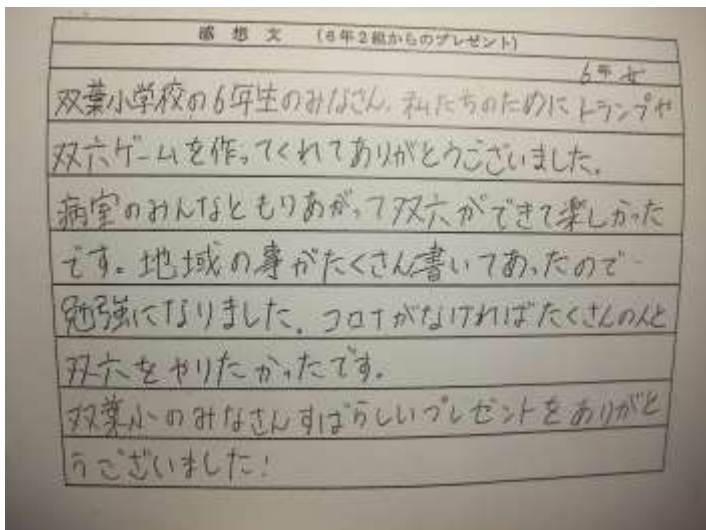 感想文 (6年2組からのプレゼント)
6年女
双葉小学校の6年生のみなさん、私たちのためにトランプや
双六ゲームを作ってくれてありがとうございました。
病室のみんなともりあがって双六ができて楽しかった
です。地域の事がたくさん書いてあったので
勉強になりました。コロナがなければたくさんの人と
双六をやりたかったです。
双葉小のみなさんすばらしいプレゼントをありがと
うございました!